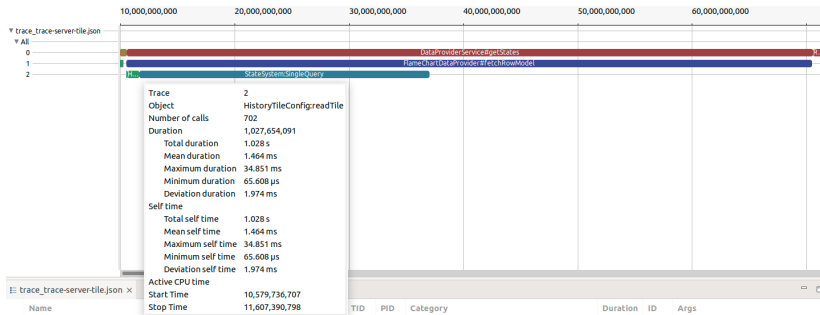 10,000,000,000 20,000,000,000 30,000,000,000 40,000,000,000 50,000,000,000 60,000,000,000
trace_trace-server-tile.json
All
0 DataProviderService#getStates R...
1 FlameChartDataProvider#fetchRowModel
2 H... StateSystem:SingleQuery
Trace 2
Object HistoryTileConfig:readTile
Number of calls 702
Duration 1,027,654,091
Total duration 1.028 s
Mean duration 1.464 ms
Maximum duration 34.851 ms
Minimum duration 65.608 µs
Deviation duration 1.974 ms
Self time
Total self time 1.028 s
Mean self time 1.464 ms
Maximum self time 34.851 ms
Minimum self time 65.608 µs
Deviation self time 1.974 ms
Active CPU time
Start Time 10,579,736,707
Stop Time 11,607,390,798
trace_trace-server-tile.json
Name TID PID Category Duration ID Args